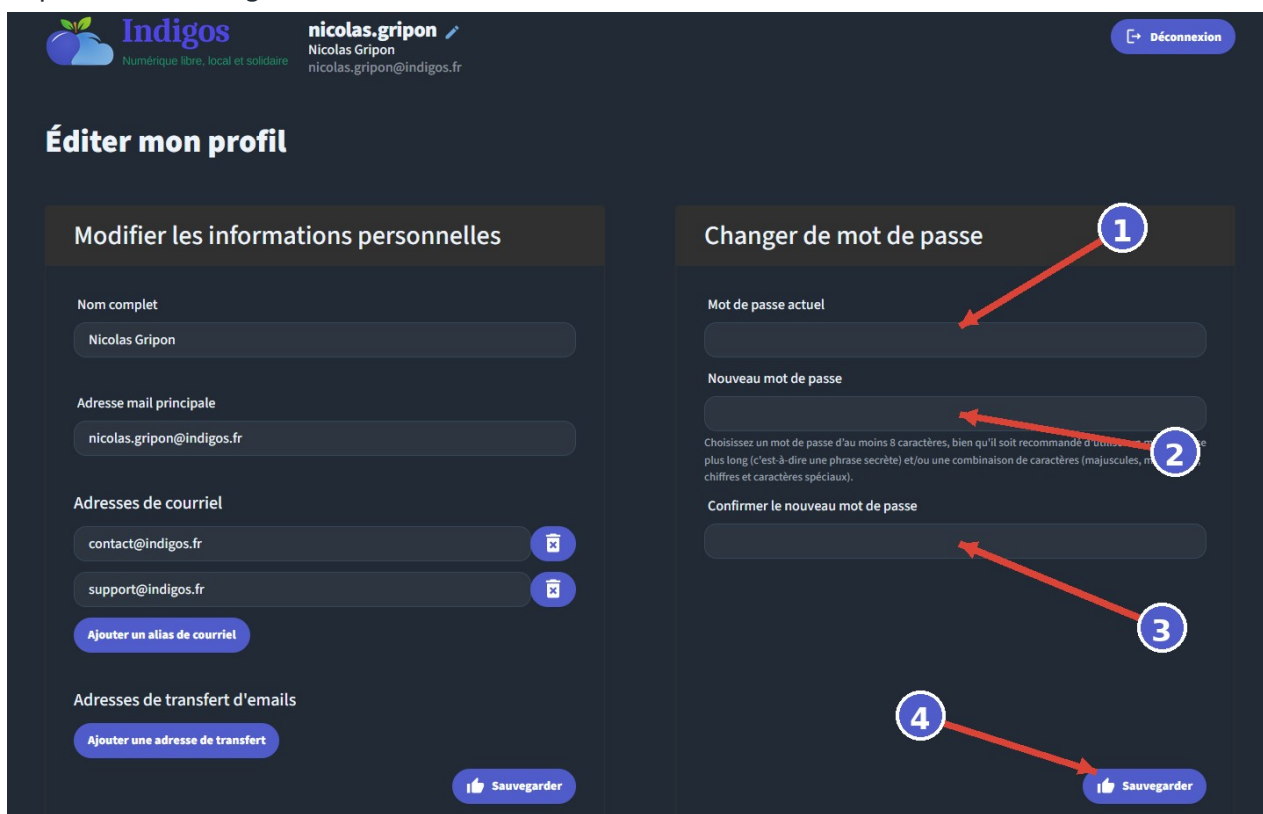 Indigos
Numérique libre, local et solidaire
nicolas.gripon
Nicolas Gripon
nicolas.gripon@indigos.fr
Déconnexion
Éditer mon profil
Modifier les informations personnelles
Nom complet
Nicolas Gripon
Adresse mail principale
nicolas.gripon@indigos.fr
Adresses de courriel
contact@indigos.fr
support@indigos.fr
Ajouter un alias de courriel
Adresses de transfert d'emails
Ajouter une adresse de transfert
Sauvegarder
Changer de mot de passe
1
Mot de passe actuel
Nouveau mot de passe
2
Choisissez un mot de passe d'au moins 8 caractères, bien qu'il soit recommandé d'utiliser un
plus long (c'est-à-dire une phrase secrète) et/ou une combinaison de caractères (majuscules,
chiffres et caractères spéciaux).
Confirmer le nouveau mot de passe
3
4
Sauvegarder